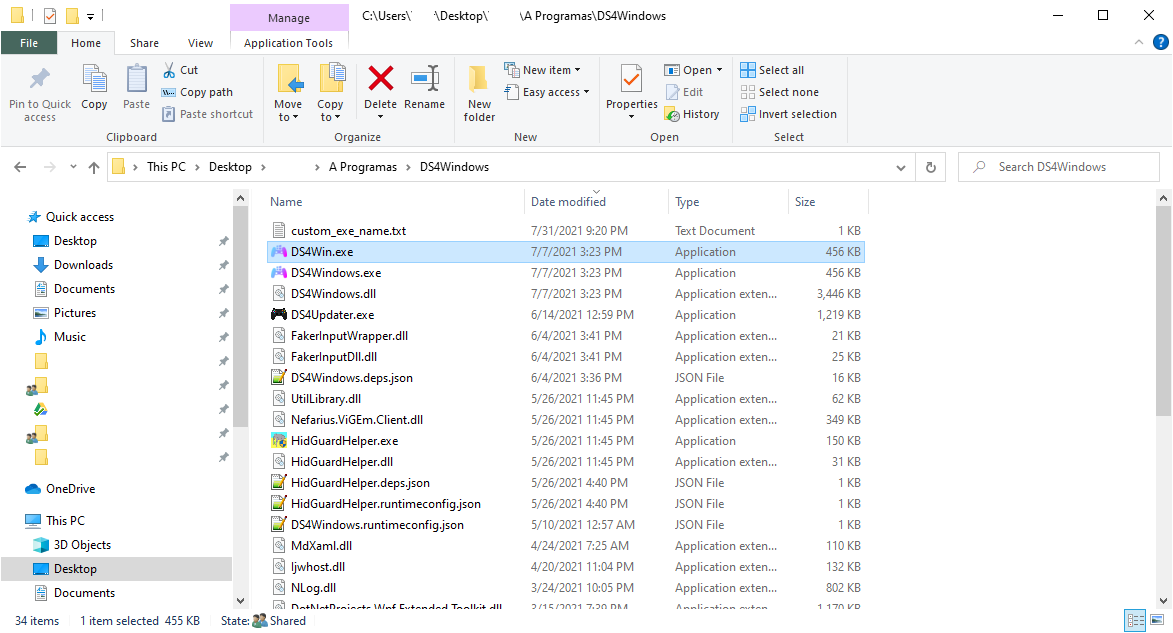 Manage C:\Users\ \Desktop\ \A Programas\DS4Windows
File Home Share View Application Tools
Pin to Quick access
Copy
Paste
Cut
Copy path
Paste shortcut
Clipboard
Move to
Copy to
Delete
Rename
Organize
New folder
New item
Easy access
New
Properties
Open
Edit
History
Open
Select all
Select none
Invert selection
Select
This PC > Desktop > > A Programas > DS4Windows
Search DS4Windows
Quick access
Desktop
Downloads
Documents
Pictures
Music
OneDrive
This PC
3D Objects
Desktop
Documents
Name Date modified Type Size
custom_exe_name.txt 7/31/2021 9:20 PM Text Document 1 KB
DS4Win.exe 7/7/2021 3:23 PM Application 456 KB
DS4Windows.exe 7/7/2021 3:23 PM Application 456 KB
DS4Windows.dll 7/7/2021 3:23 PM Application exten... 3,446 KB
DS4Updater.exe 6/14/2021 12:59 PM Application 1,219 KB
FakerInputWrapper.dll 6/4/2021 3:41 PM Application exten... 21 KB
FakerInputDll.dll 6/4/2021 3:41 PM Application exten... 25 KB
DS4Windows.deps.json 6/4/2021 3:36 PM JSON File 16 KB
UtilLibrary.dll 5/26/2021 11:45 PM Application exten... 62 KB
Nefarius.ViGEm.Client.dll 5/26/2021 11:45 PM Application exten... 349 KB
HidGuardHelper.exe 5/26/2021 11:45 PM Application 150 KB
HidGuardHelper.dll 5/26/2021 11:45 PM Application exten... 31 KB
HidGuardHelper.deps.json 5/26/2021 4:40 PM JSON File 1 KB
HidGuardHelper.runtimeconfig.json 5/26/2021 4:40 PM JSON File 1 KB
DS4Windows.runtimeconfig.json 5/10/2021 12:57 AM JSON File 1 KB
MdXaml.dll 4/24/2021 7:25 AM Application exten... 110 KB
Ijwhost.dll 4/20/2021 11:04 PM Application exten... 132 KB
NLog.dll 3/24/2021 10:05 PM Application exten... 802 KB
DotNetProjects.Wpf.Extended.Toolkit.dll 3/15/2021 7:39 PM Application exten... 1,170 KB
34 items 1 item selected 455 KB State: Shared